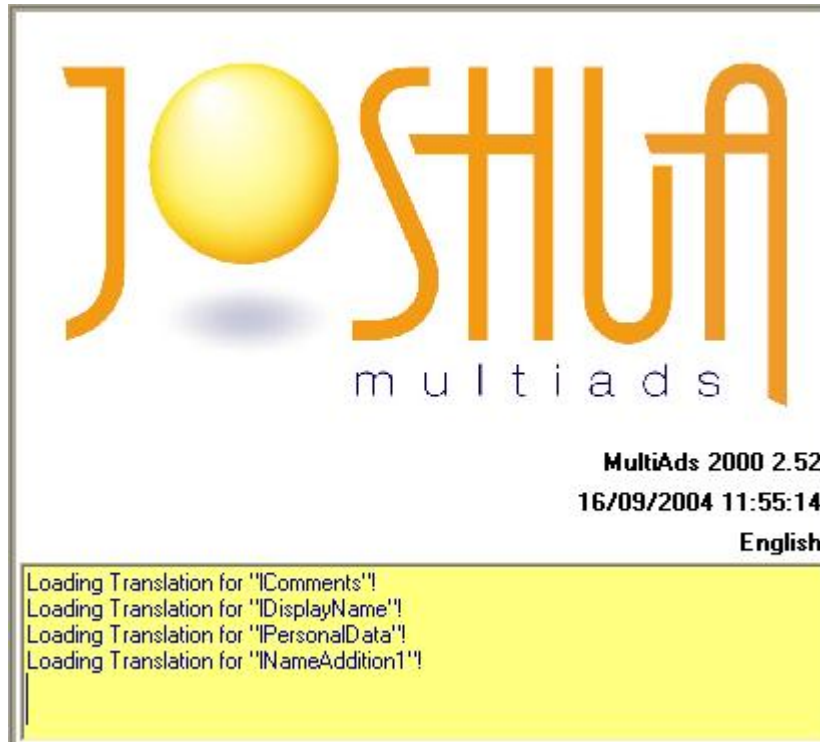 JOSHUA
multiads
MultiAds 2000 2.52
16/09/2004 11:55:14
English
Loading Translation for "lComments"!
Loading Translation for "lDisplayName"!
Loading Translation for "lPersonalData"!
Loading Translation for "lNameAddition1"!